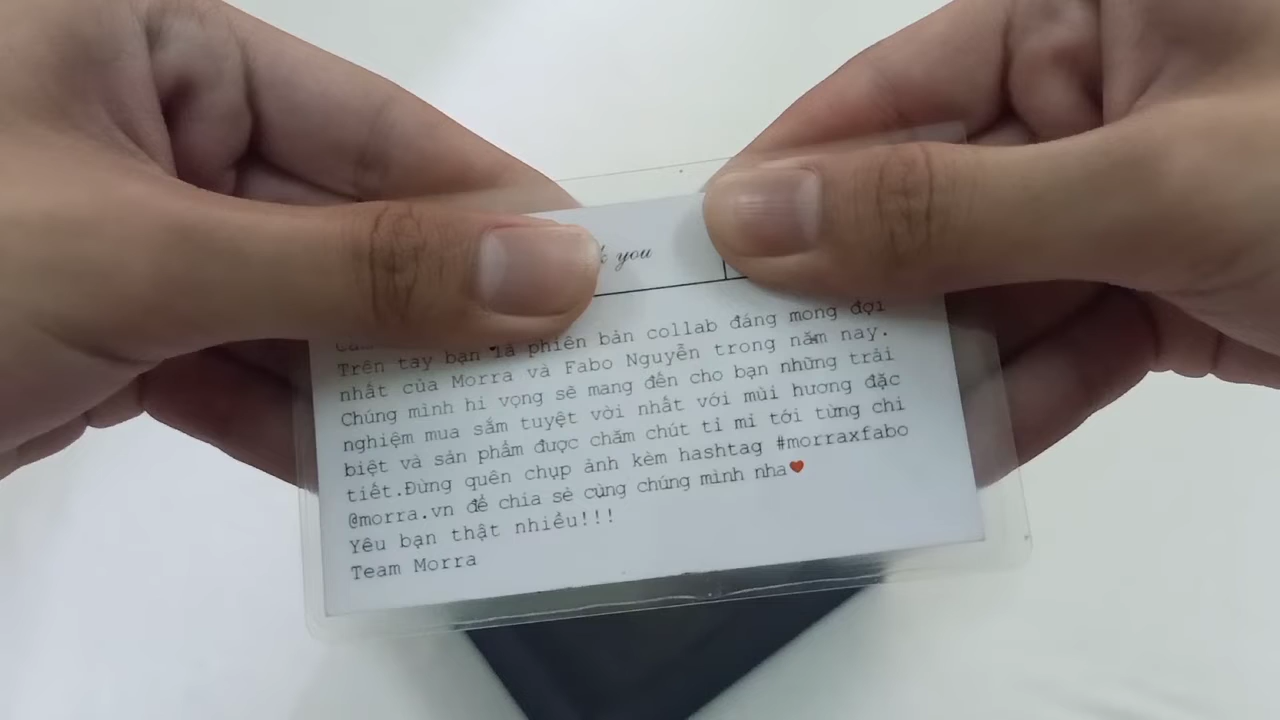 you
Trên tay bạn là phiên bản collab đáng mong đợi
nhất của Morra và Fabo Nguyễn trong năm nay.
Chúng mình hi vọng sẽ mang đến cho bạn những trải
nghiệm mua sắm tuyệt vời nhất với mùi hương đặc
biệt và sản phẩm được chăm chút tỉ mỉ tới từng chi
tiết.Đừng quên chụp ảnh kèm hashtag #morraxfabo
@morra.vn để chia sẻ cùng chúng mình nha❤
Yêu bạn thật nhiều!!!
Team Morra